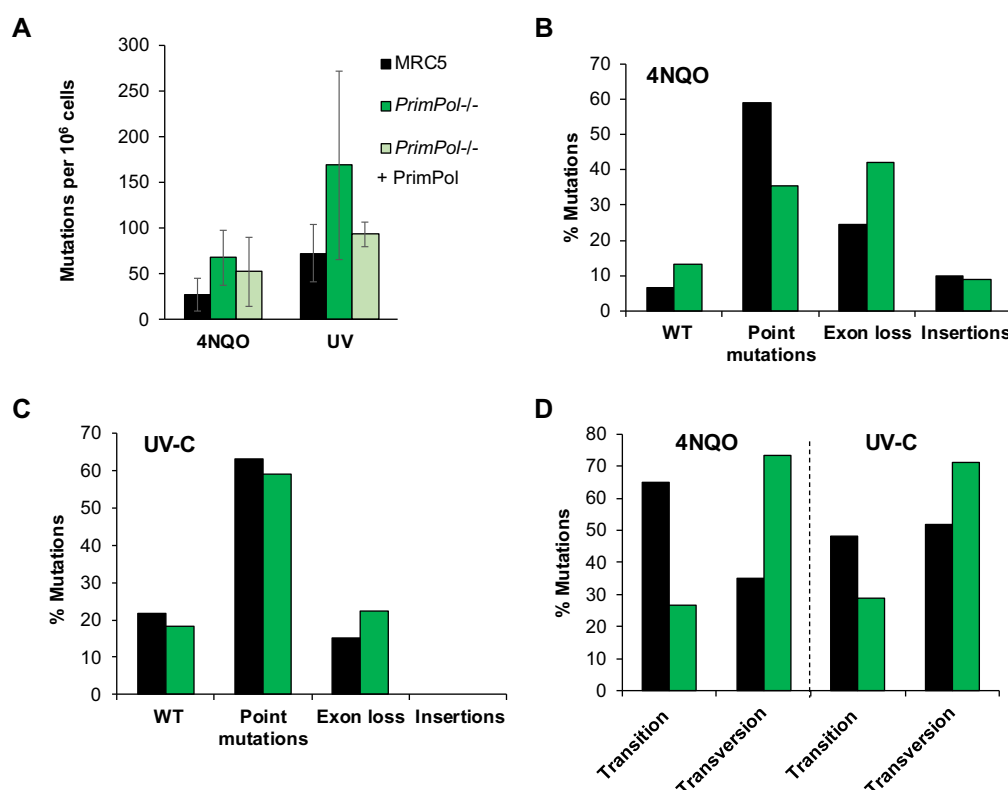 A
Mutations per 10⁶ cells
300
250
200
150
100
50
0
4NQO
UV
MRC5
PrimPol-/-
PrimPol-/-
+ PrimPol
B
4NQO
% Mutations
70
60
50
40
30
20
10
0
WT
Point
mutations
Exon loss
Insertions
C
UV-C
% Mutations
70
60
50
40
30
20
10
0
WT
Point
mutations
Exon loss
Insertions
D
4NQO
UV-C
% Mutations
80
70
60
50
40
30
20
10
0
Transition
Transversion
Transition
Transversion